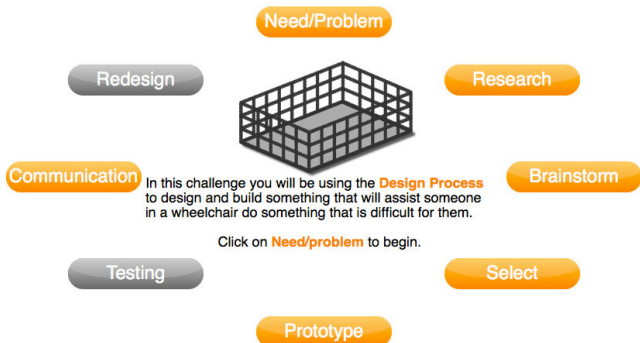 Need/Problem
Redesign
Research
Communication
Brainstorm
In this challenge you will be using the Design Process
to design and build something that will assist someone
in a wheelchair do something that is difficult for them.
Click on Need/problem to begin.
Testing
Select
Prototype